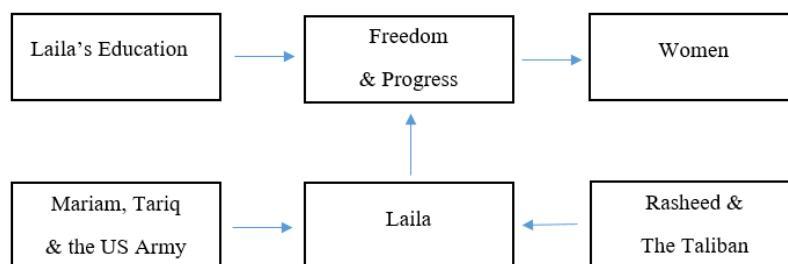 Laila’s Education
Freedom
& Progress
Women
Mariam, Tariq
& the US Army
Laila
Rasheed &
The Taliban